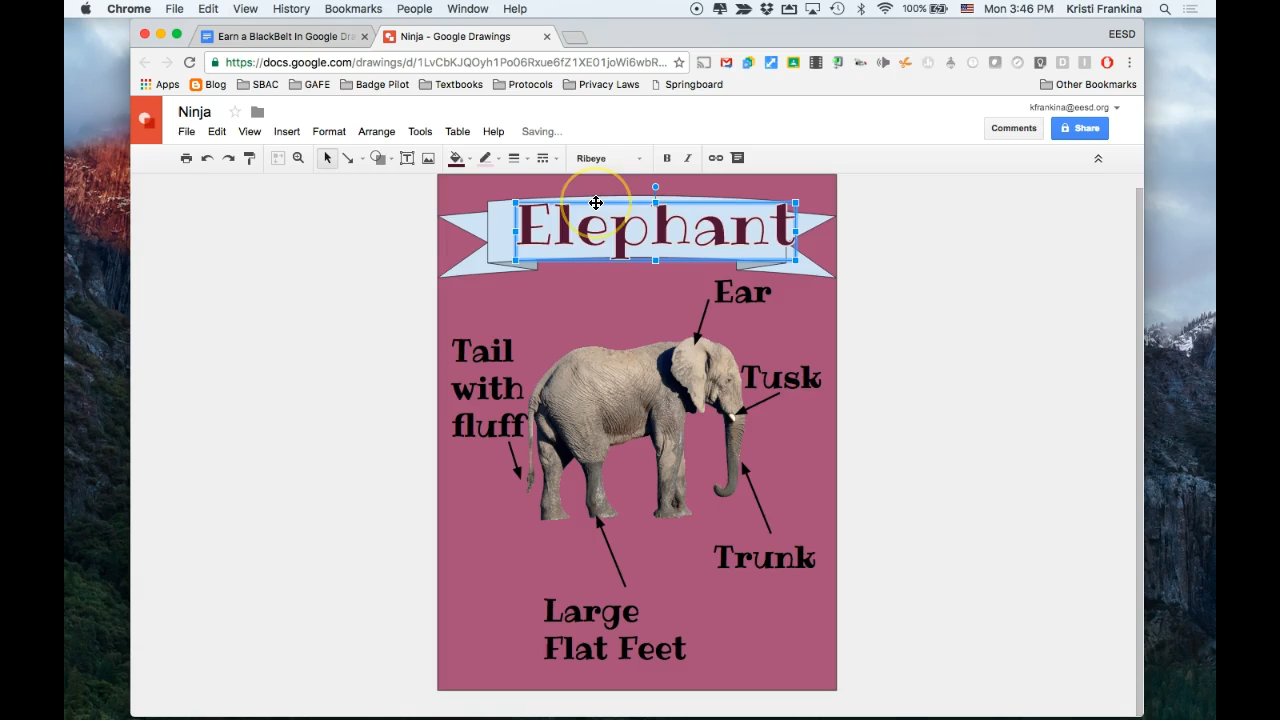 Chrome File Edit View History Bookmarks People Window Help 100% Mon 3:46 PM Kristi Frankina
Earn a BlackBelt In Google Dra
Ninja - Google Drawings
EESD
https://docs.google.com/drawings/d/1LvCbKJQOyh1Po06Rxue6fZ1XE01joWi6wbR...
Apps Blog SBAC GAFE Badge Pilot Textbooks Protocols Privacy Laws Springboard Other Bookmarks
Ninja
kfrankina@eesd.org
File Edit View Insert Format Arrange Tools Table Help Saving...
Comments Share
Ribeye B I
Elephant
Ear
Tail
with
fluff
Tusk
Trunk
Large
Flat Feet